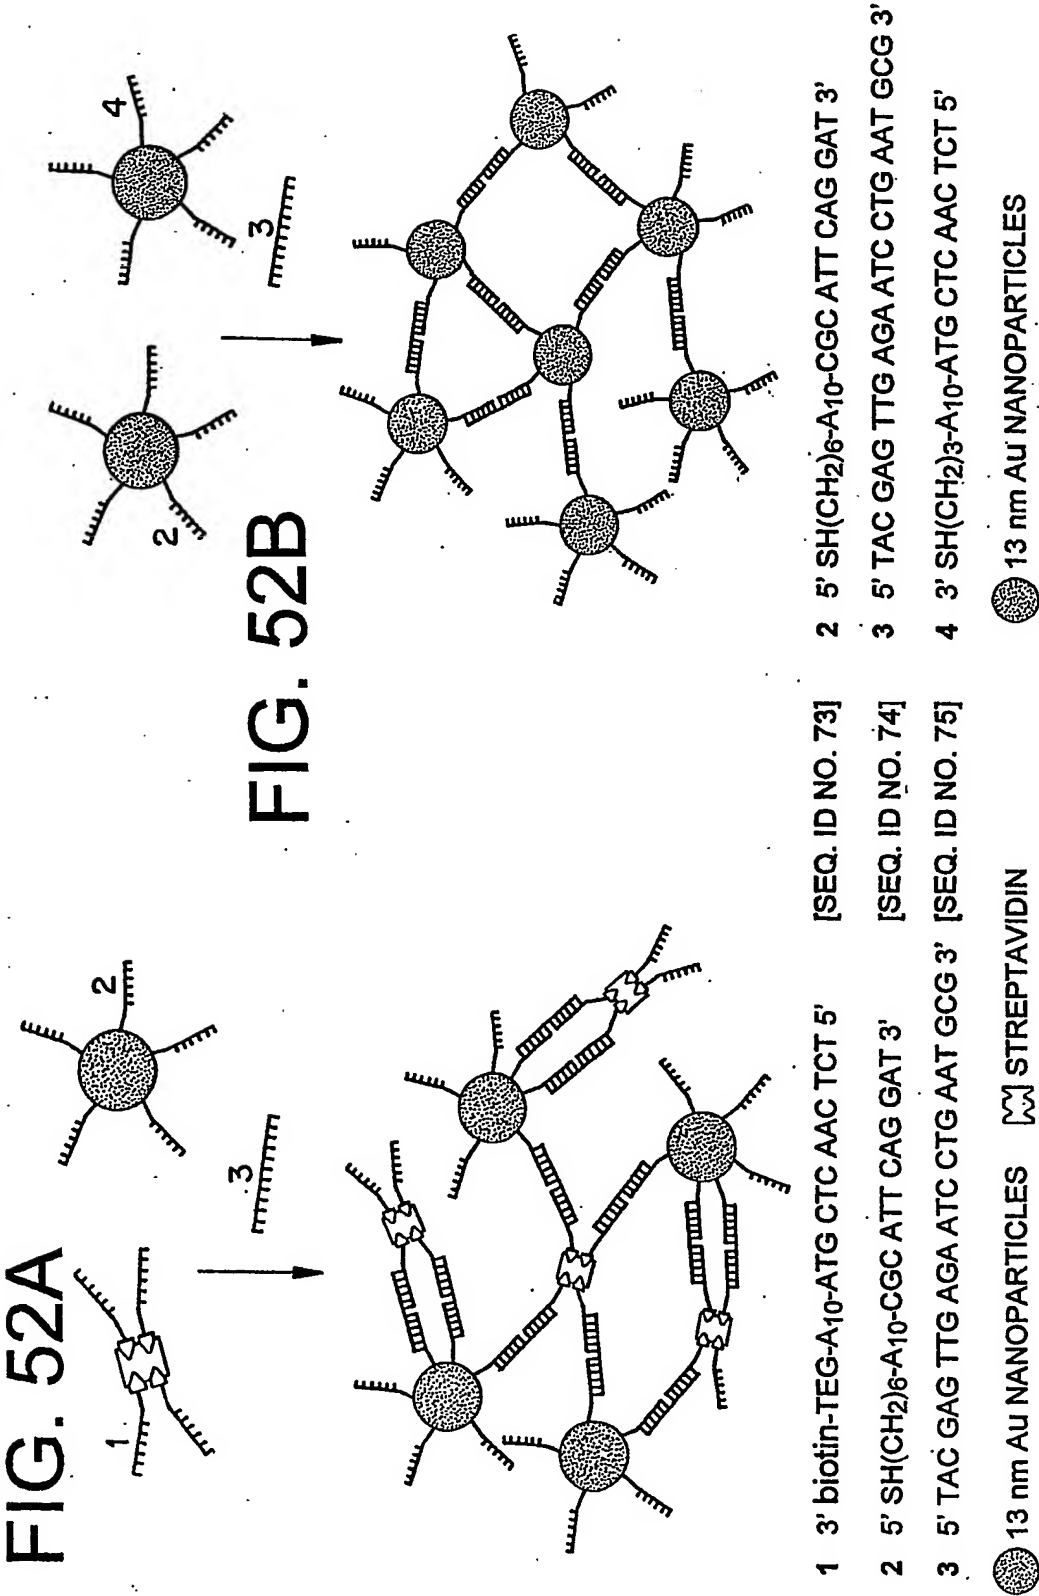 FIG. 52A
1
2
3
1 3' biotin-TEG-A10-ATG CTC AAC TCT 5' [SEQ. ID NO. 73]
2 5' SH(CH2)6-A10-CGC ATT CAG GAT 3' [SEQ. ID NO. 74]
3 5' TAC GAG TTG AGA ATC CTG AAT GCG 3' [SEQ. ID NO. 75]
13 nm Au NANOPARTICLES STREPTAVIDIN
FIG. 52B
2
4
3
2 5' SH(CH2)6-A10-CGC ATT CAG GAT 3'
3 5' TAC GAG TTG AGA ATC CTG AAT GCG 3'
4 3' SH(CH2)3-A10-ATG CTC AAC TCT 5'
13 nm Au NANOPARTICLES